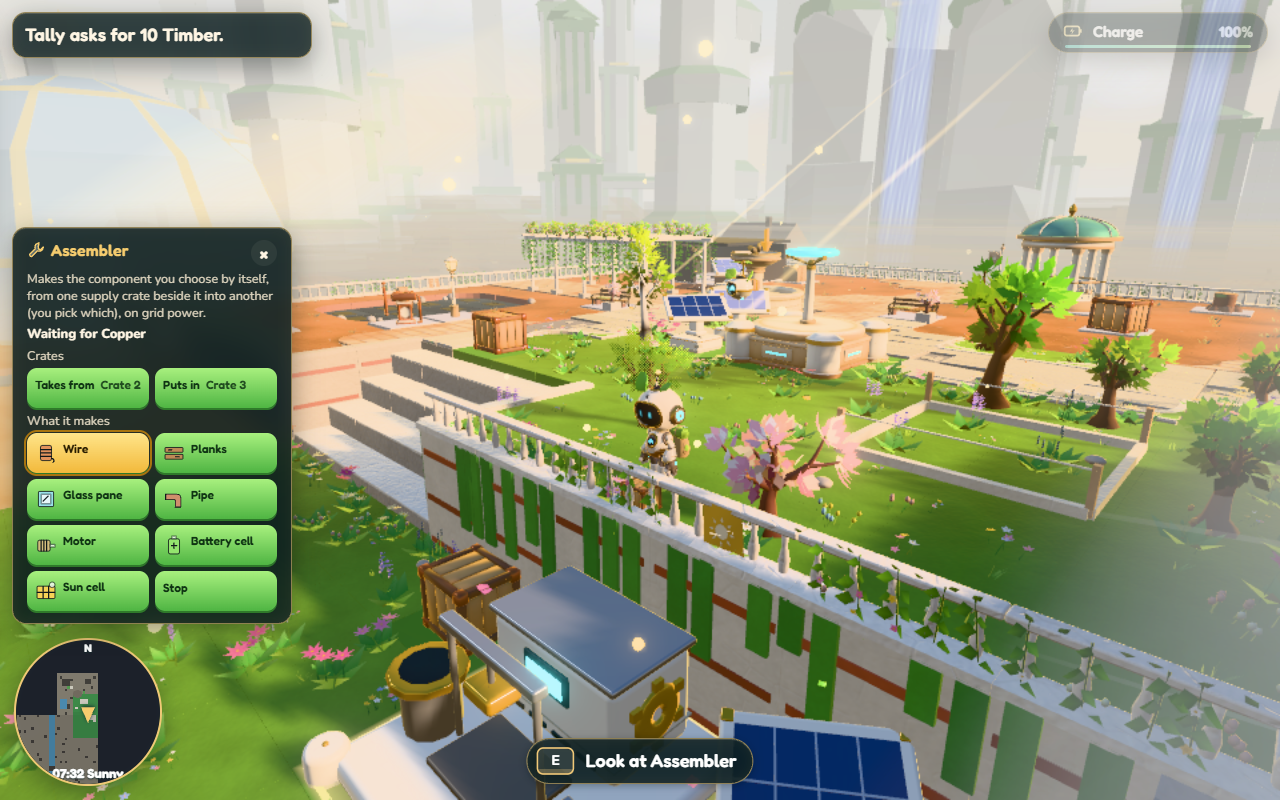 Tally asks for 10 Timber.
Charge 100%
Assembler
Makes the component you choose by itself,
from one supply crate beside it into another
(you pick which), on grid power.
Waiting for Copper
Crates
Takes from Crate 2
Puts in Crate 3
What it makes
Wire
Planks
Glass pane
Pipe
Motor
Battery cell
Sun cell
Stop
N
07:32 Sunny
E Look at Assembler